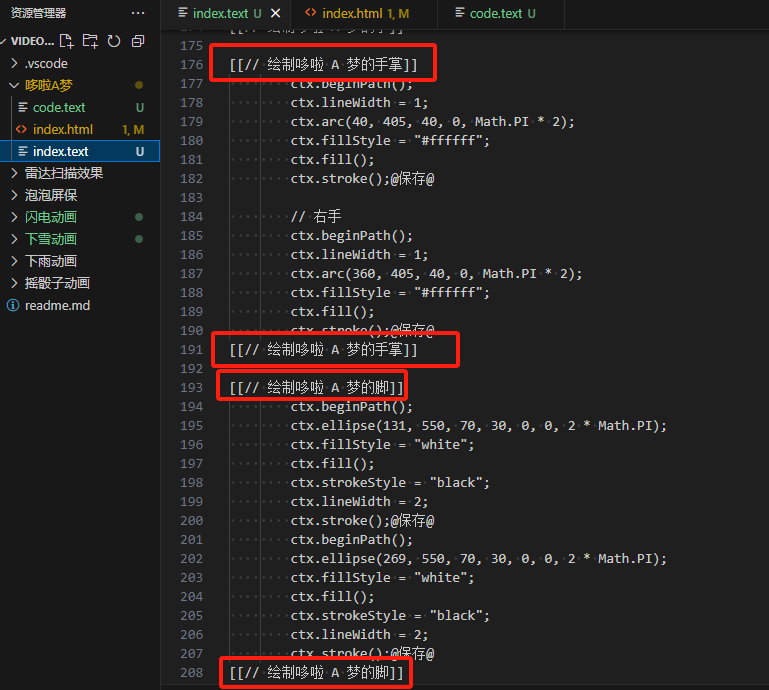 资源管理器 ···
index.text U ×
index.html 1, M
code.text U
VIDEO...
.vscode
哆啦A梦
code.text U
index.html 1, M
index.text U
雷达扫描效果
泡泡屏保
闪电动画
下雪动画
下雨动画
摇骰子动画
readme.md
175
176 [[// 绘制哆啦 A 梦的手掌]]
177 ctx.beginPath();
178 ctx.lineWidth = 1;
179 ctx.arc(40, 405, 40, 0, Math.PI * 2);
180 ctx.fillStyle = "#ffffff";
181 ctx.fill();
182 ctx.stroke();@保存@
183
184 // 右手
185 ctx.beginPath();
186 ctx.lineWidth = 1;
187 ctx.arc(360, 405, 40, 0, Math.PI * 2);
188 ctx.fillStyle = "#ffffff";
189 ctx.fill();
190 ctx.stroke();@保存@
191 [[// 绘制哆啦 A 梦的手掌]]
192
193 [[// 绘制哆啦 A 梦的脚]]
194 ctx.beginPath();
195 ctx.ellipse(131, 550, 70, 30, 0, 0, 2 * Math.PI);
196 ctx.fillStyle = "white";
197 ctx.fill();
198 ctx.strokeStyle = "black";
199 ctx.lineWidth = 2;
200 ctx.stroke();@保存@
201 ctx.beginPath();
202 ctx.ellipse(269, 550, 70, 30, 0, 0, 2 * Math.PI);
203 ctx.fillStyle = "white";
204 ctx.fill();
205 ctx.strokeStyle = "black";
206 ctx.lineWidth = 2;
207 ctx.stroke();@保存@
208 [[// 绘制哆啦 A 梦的脚]]